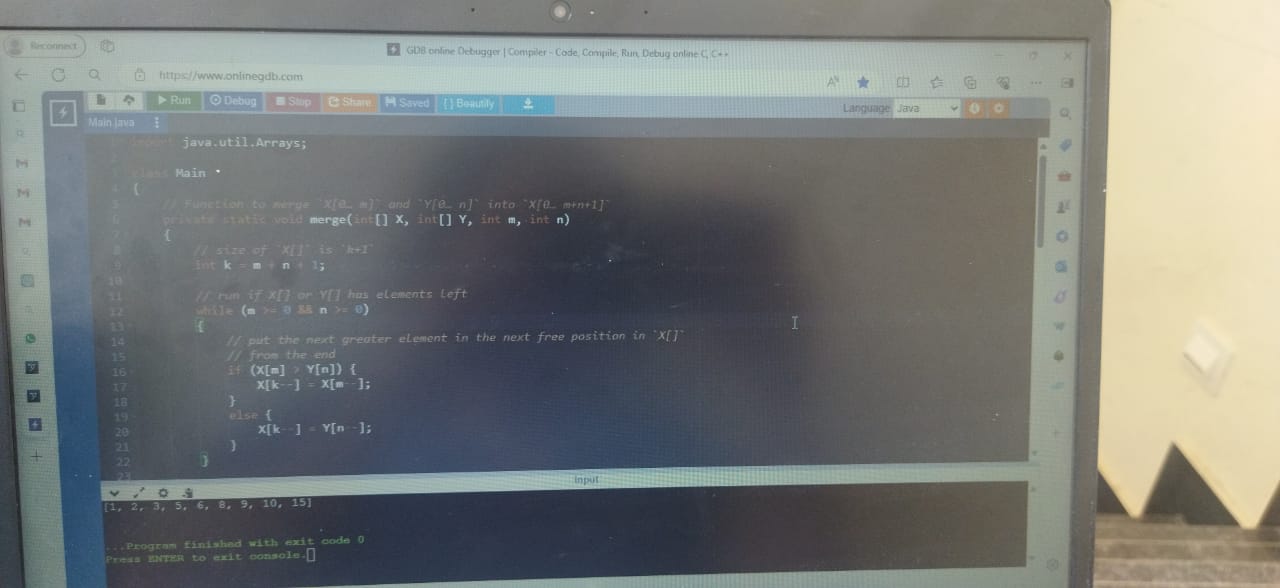 Reconnect
GDB online Debugger | Compiler - Code, Compile, Run, Debug online C, C++
https://www.onlinegdb.com
Run Debug Stop Share Saved { } Beautify
Language Java
Main.java
1 import java.util.Arrays;
2
3 class Main
4 {
5 // Function to merge `X[0… m]` and `Y[0… n]` into `X[0… m+n+1]`
6 private static void merge(int[] X, int[] Y, int m, int n)
7 {
8 // size of `X[]` is `k+1`
9 int k = m + n + 1;
10
11 // run if X[] or Y[] has elements left
12 while (m >= 0 && n >= 0)
13 {
14 // put the next greater element in the next free position in `X[]`
15 // from the end
16 if (X[m] > Y[n]) {
17 X[k--] = X[m--];
18 }
19 else {
20 X[k--] = Y[n--];
21 }
22 }
23
input
[1, 2, 3, 5, 6, 8, 9, 10, 15]
...Program finished with exit code 0
Press ENTER to exit console.